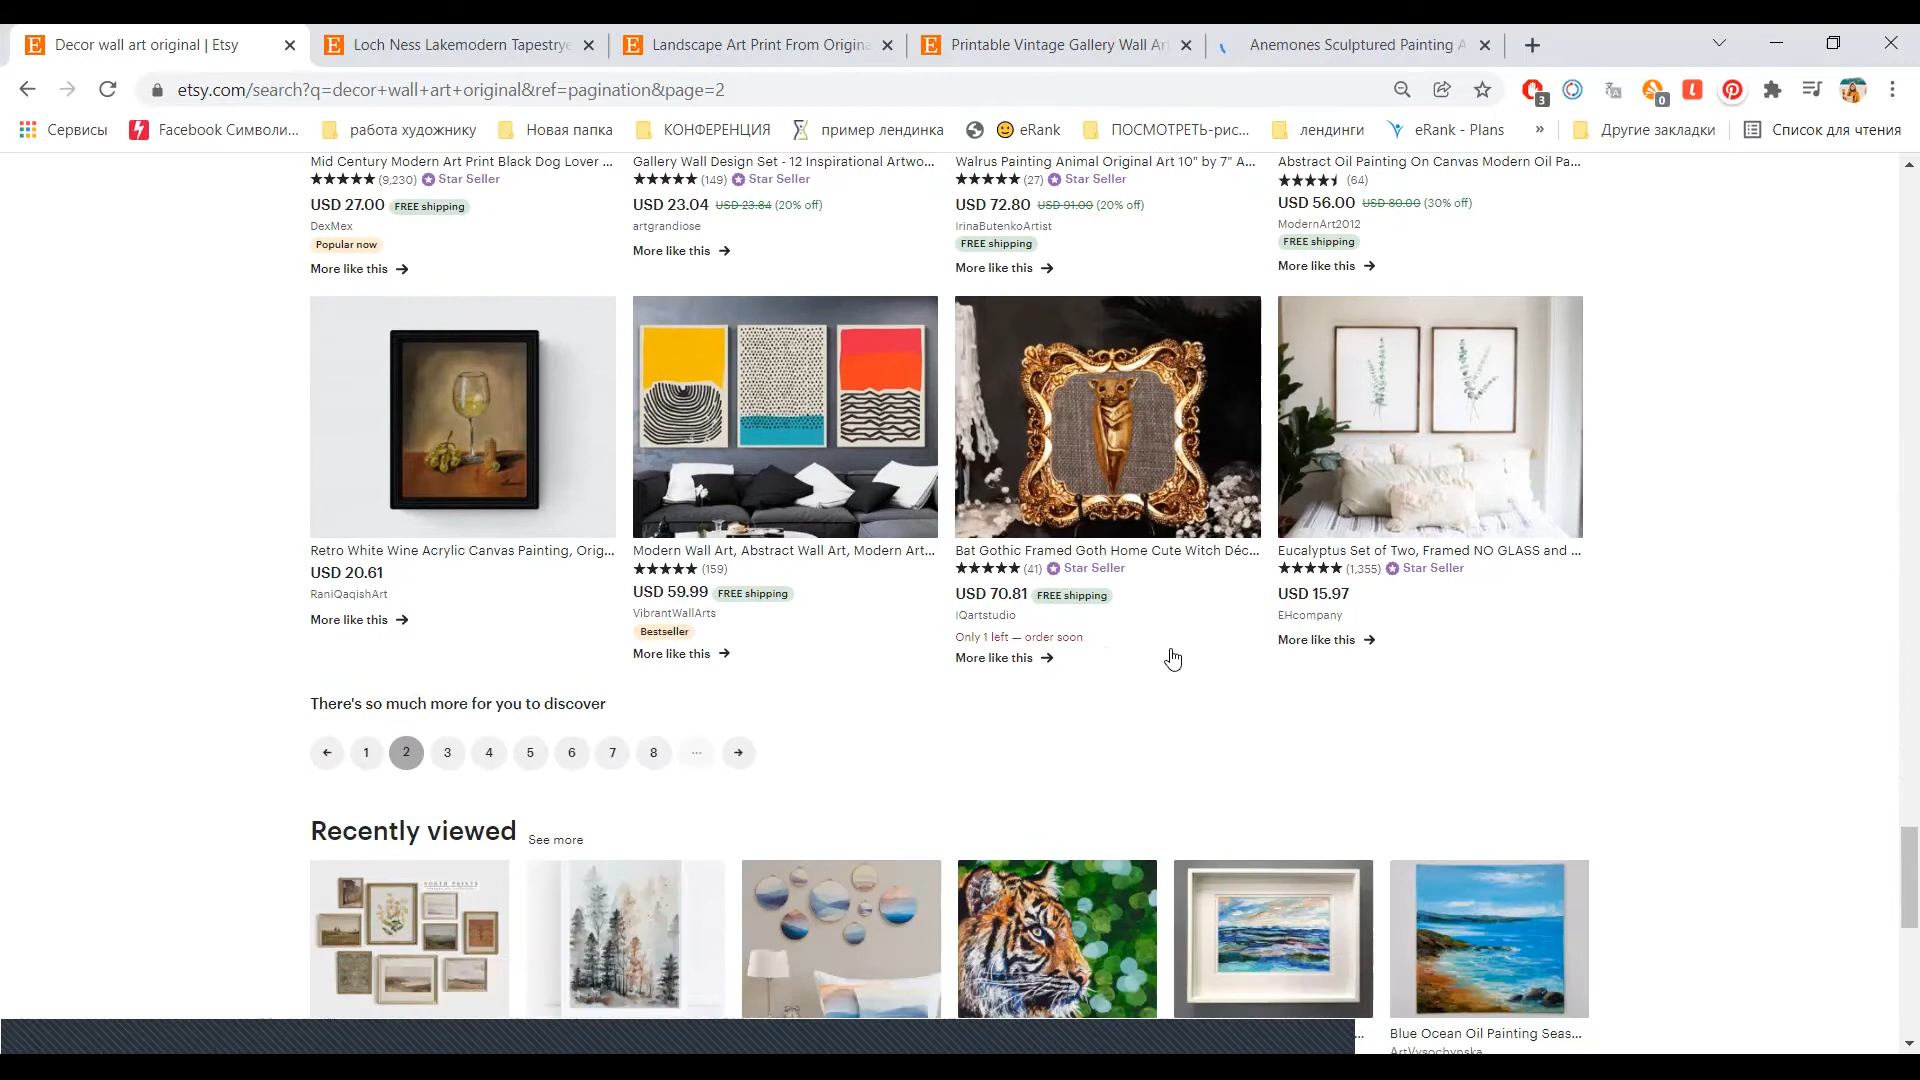 Decor wall art original | Etsy
Loch Ness Lakemodern Tapestry
Landscape Art Print From Origina
Printable Vintage Gallery Wall Ar
Anemones Sculptured Painting A
etsy.com/search?q=decor+wall+art+original&ref=pagination&page=2
3
0
Сервисы
Facebook Символи...
работа художнику
Новая папка
КОНФЕРЕНЦИЯ
пример лендинка
eRank
ПОСМОТРЕТЬ-рис...
лендинги
eRank - Plans
»
Другие закладки
Список для чтения
Mid Century Modern Art Print Black Dog Lover ...
Gallery Wall Design Set - 12 Inspirational Artwo...
Walrus Painting Animal Original Art 10" by 7" A...
Abstract Oil Painting On Canvas Modern Oil Pa...
(9,230) Star Seller
(149) Star Seller
(27) Star Seller
(64)
USD 27.00 FREE shipping
USD 23.04 USD 23.84 (20% off)
USD 72.80 USD 91.00 (20% off)
USD 56.00 USD 80.00 (30% off)
DexMex
artgrandiose
IrinaButenkoArtist
ModernArt2012
Popular now
FREE shipping
FREE shipping
More like this →
More like this →
More like this →
More like this →
Retro White Wine Acrylic Canvas Painting, Orig...
Modern Wall Art, Abstract Wall Art, Modern Art...
Bat Gothic Framed Goth Home Cute Witch Déc...
Eucalyptus Set of Two, Framed NO GLASS and ...
USD 20.61
(159)
(41) Star Seller
(1,355) Star Seller
RaniQaqishArt
USD 59.99 FREE shipping
USD 70.81 FREE shipping
USD 15.97
More like this →
VibrantWallArts
IQartstudio
EHcompany
Bestseller
Only 1 left — order soon
More like this →
More like this →
More like this →
There's so much more for you to discover
← 1 2 3 4 5 6 7 8 ... →
Recently viewed See more
NORTH PRINTS
...
Blue Ocean Oil Painting Seas...
ArtVysochynska